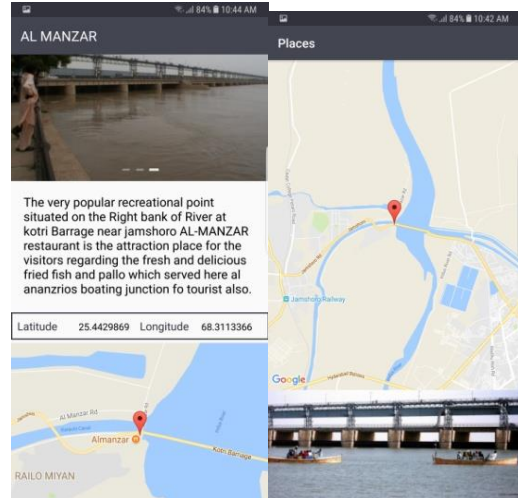 84% 10:44 AM
AL MANZAR
The very popular recreational point
situated on the Right bank of River at
kotri Barrage near jamshoro AL-MANZAR
restaurant is the attraction place for the
visitors regarding the fresh and delicious
fried fish and pallo which served here al
ananzrios boating junction fo tourist also.
Latitude 25.4429869 Longitude 68.3113366
Al Manzar Rd
Almanzar
Kotri Barrage
RAILO MIYAN
84% 10:42 AM
Places
Jamshoro Rd
Jamshoro Railway
Google